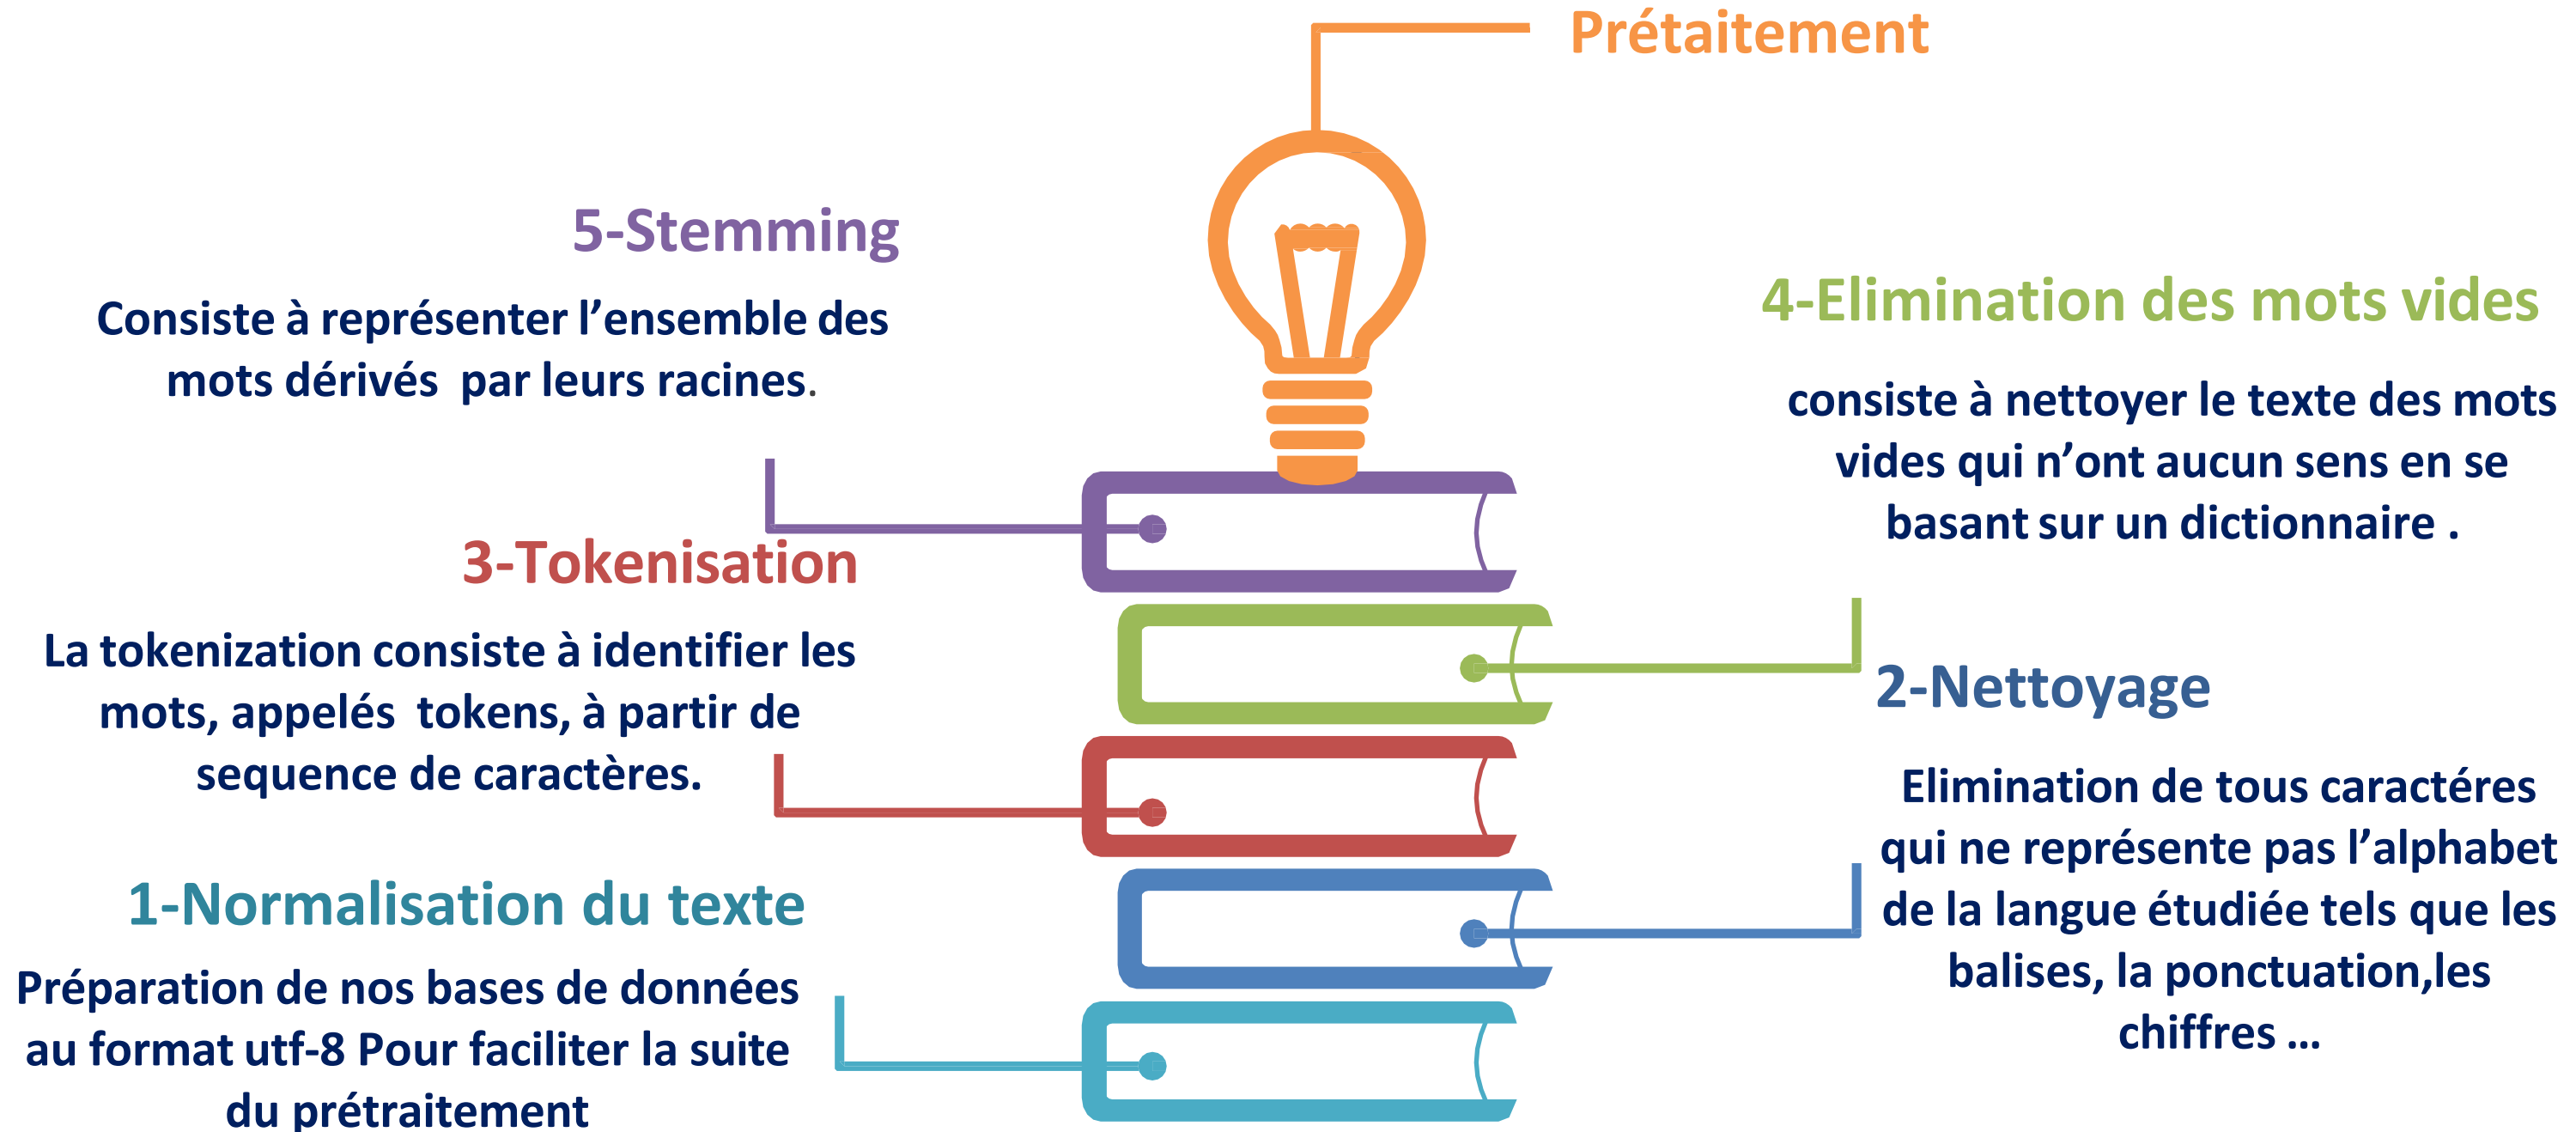 Prétaitement
5-Stemming
Consiste à représenter l’ensemble des
mots dérivés  par leurs racines.
4-Elimination des mots vides
consiste à nettoyer le texte des mots
vides qui n’ont aucun sens en se
basant sur un dictionnaire .
3-Tokenisation
La tokenization consiste à identifier les
mots, appelés  tokens, à partir de
sequence de caractères.
2-Nettoyage
Elimination de tous caractéres
qui ne représente pas l’alphabet
de la langue étudiée tels que les
balises, la ponctuation,les
chiffres ...
1-Normalisation du texte
Préparation de nos bases de données
au format utf-8 Pour faciliter la suite
du prétraitement